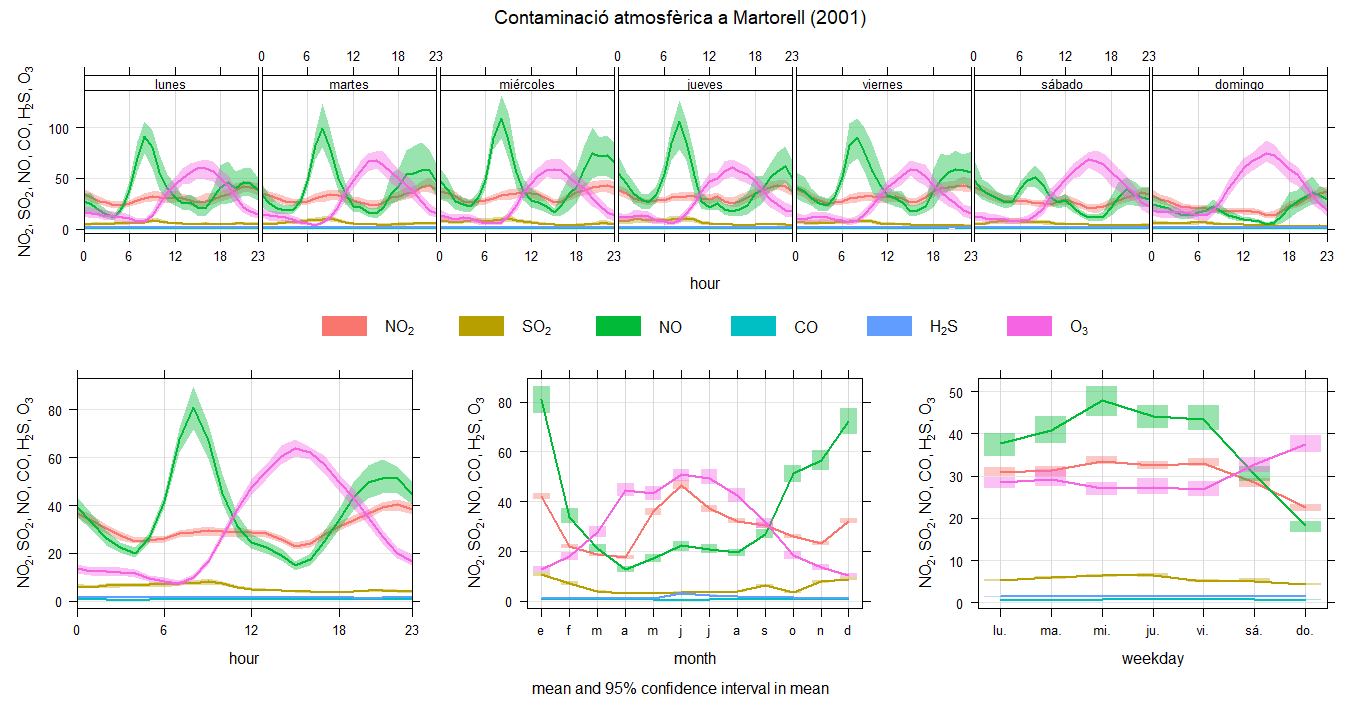 Contaminació atmosfèrica a Martorell (2001)
0 6 12 18 23 0 6 12 18 23 0 6 12 18 23
lunes martes miércoles jueves viernes sábado domingo
NO₂, SO₂, NO, CO, H₂S, O₃
100
50
0
0 6 12 18 23 0 6 12 18 23 0 6 12 18 23 0 6 12 18 23
hour
NO₂ SO₂ NO CO H₂S O₃
NO₂, SO₂, NO, CO, H₂S, O₃
80
60
40
20
0
0 6 12 18 23
hour
NO₂, SO₂, NO, CO, H₂S, O₃
80
60
40
20
0
e f m a m j j a s o n d
month
NO₂, SO₂, NO, CO, H₂S, O₃
50
40
30
20
10
0
lu. ma. mi. ju. vi. sá. do.
weekday
mean and 95% confidence interval in mean